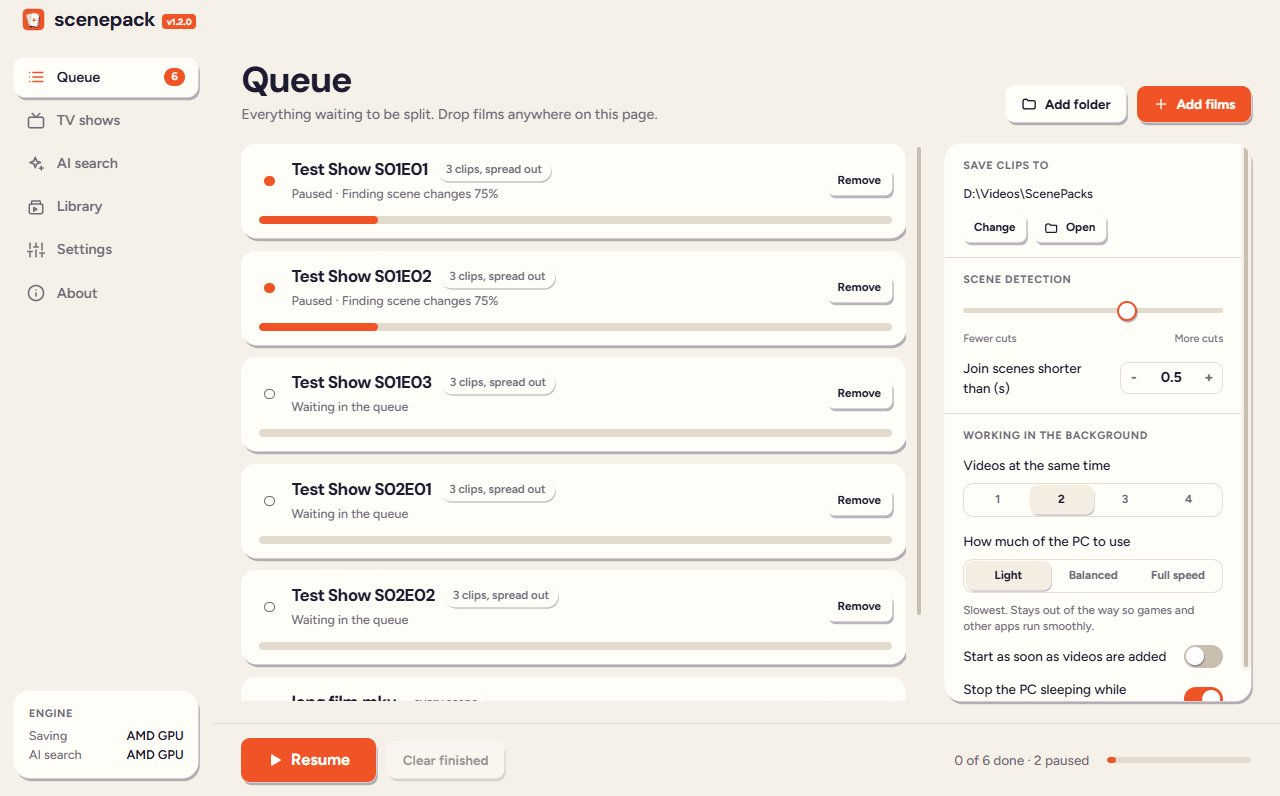 scenepack v1.2.0
Queue 6
TV shows
AI search
Library
Settings
About
ENGINE
Saving AMD GPU
AI search AMD GPU
Queue
Everything waiting to be split. Drop films anywhere on this page.
Add folder
Add films
Test Show S01E01 3 clips, spread out
Paused · Finding scene changes 75%
Remove
Test Show S01E02 3 clips, spread out
Paused · Finding scene changes 75%
Remove
Test Show S01E03 3 clips, spread out
Waiting in the queue
Remove
Test Show S02E01 3 clips, spread out
Waiting in the queue
Remove
Test Show S02E02 3 clips, spread out
Waiting in the queue
Remove
long film.mkv every scene
SAVE CLIPS TO
D:\Videos\ScenePacks
Change Open
SCENE DETECTION
Fewer cuts More cuts
Join scenes shorter
than (s)
- 0.5 +
WORKING IN THE BACKGROUND
Videos at the same time
1 2 3 4
How much of the PC to use
Light Balanced Full speed
Slowest. Stays out of the way so games and
other apps run smoothly.
Start as soon as videos are added
Stop the PC sleeping while
Resume
Clear finished
0 of 6 done · 2 paused